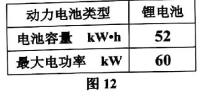 动力电池类型 锂电池
电池容量 kW•h 52
最大电功率 kW 60
图 12